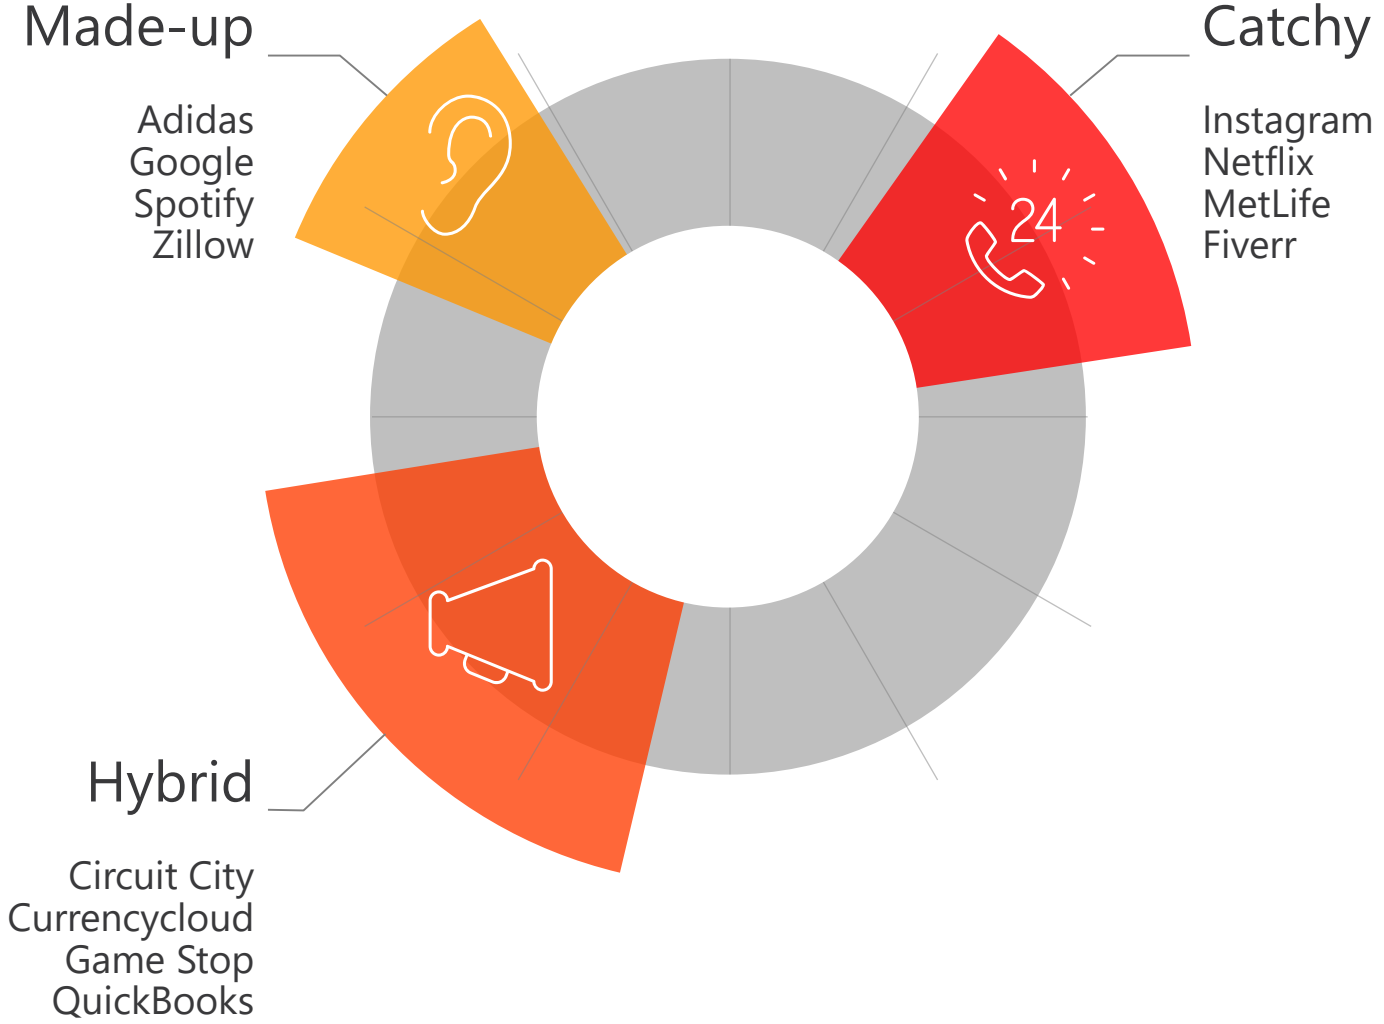 Made-up
Adidas
Google
Spotify
Zillow
Catchy
Instagram
Netflix
MetLife
Fiverr
24
Hybrid
Circuit City
Currencycloud
Game Stop
QuickBooks